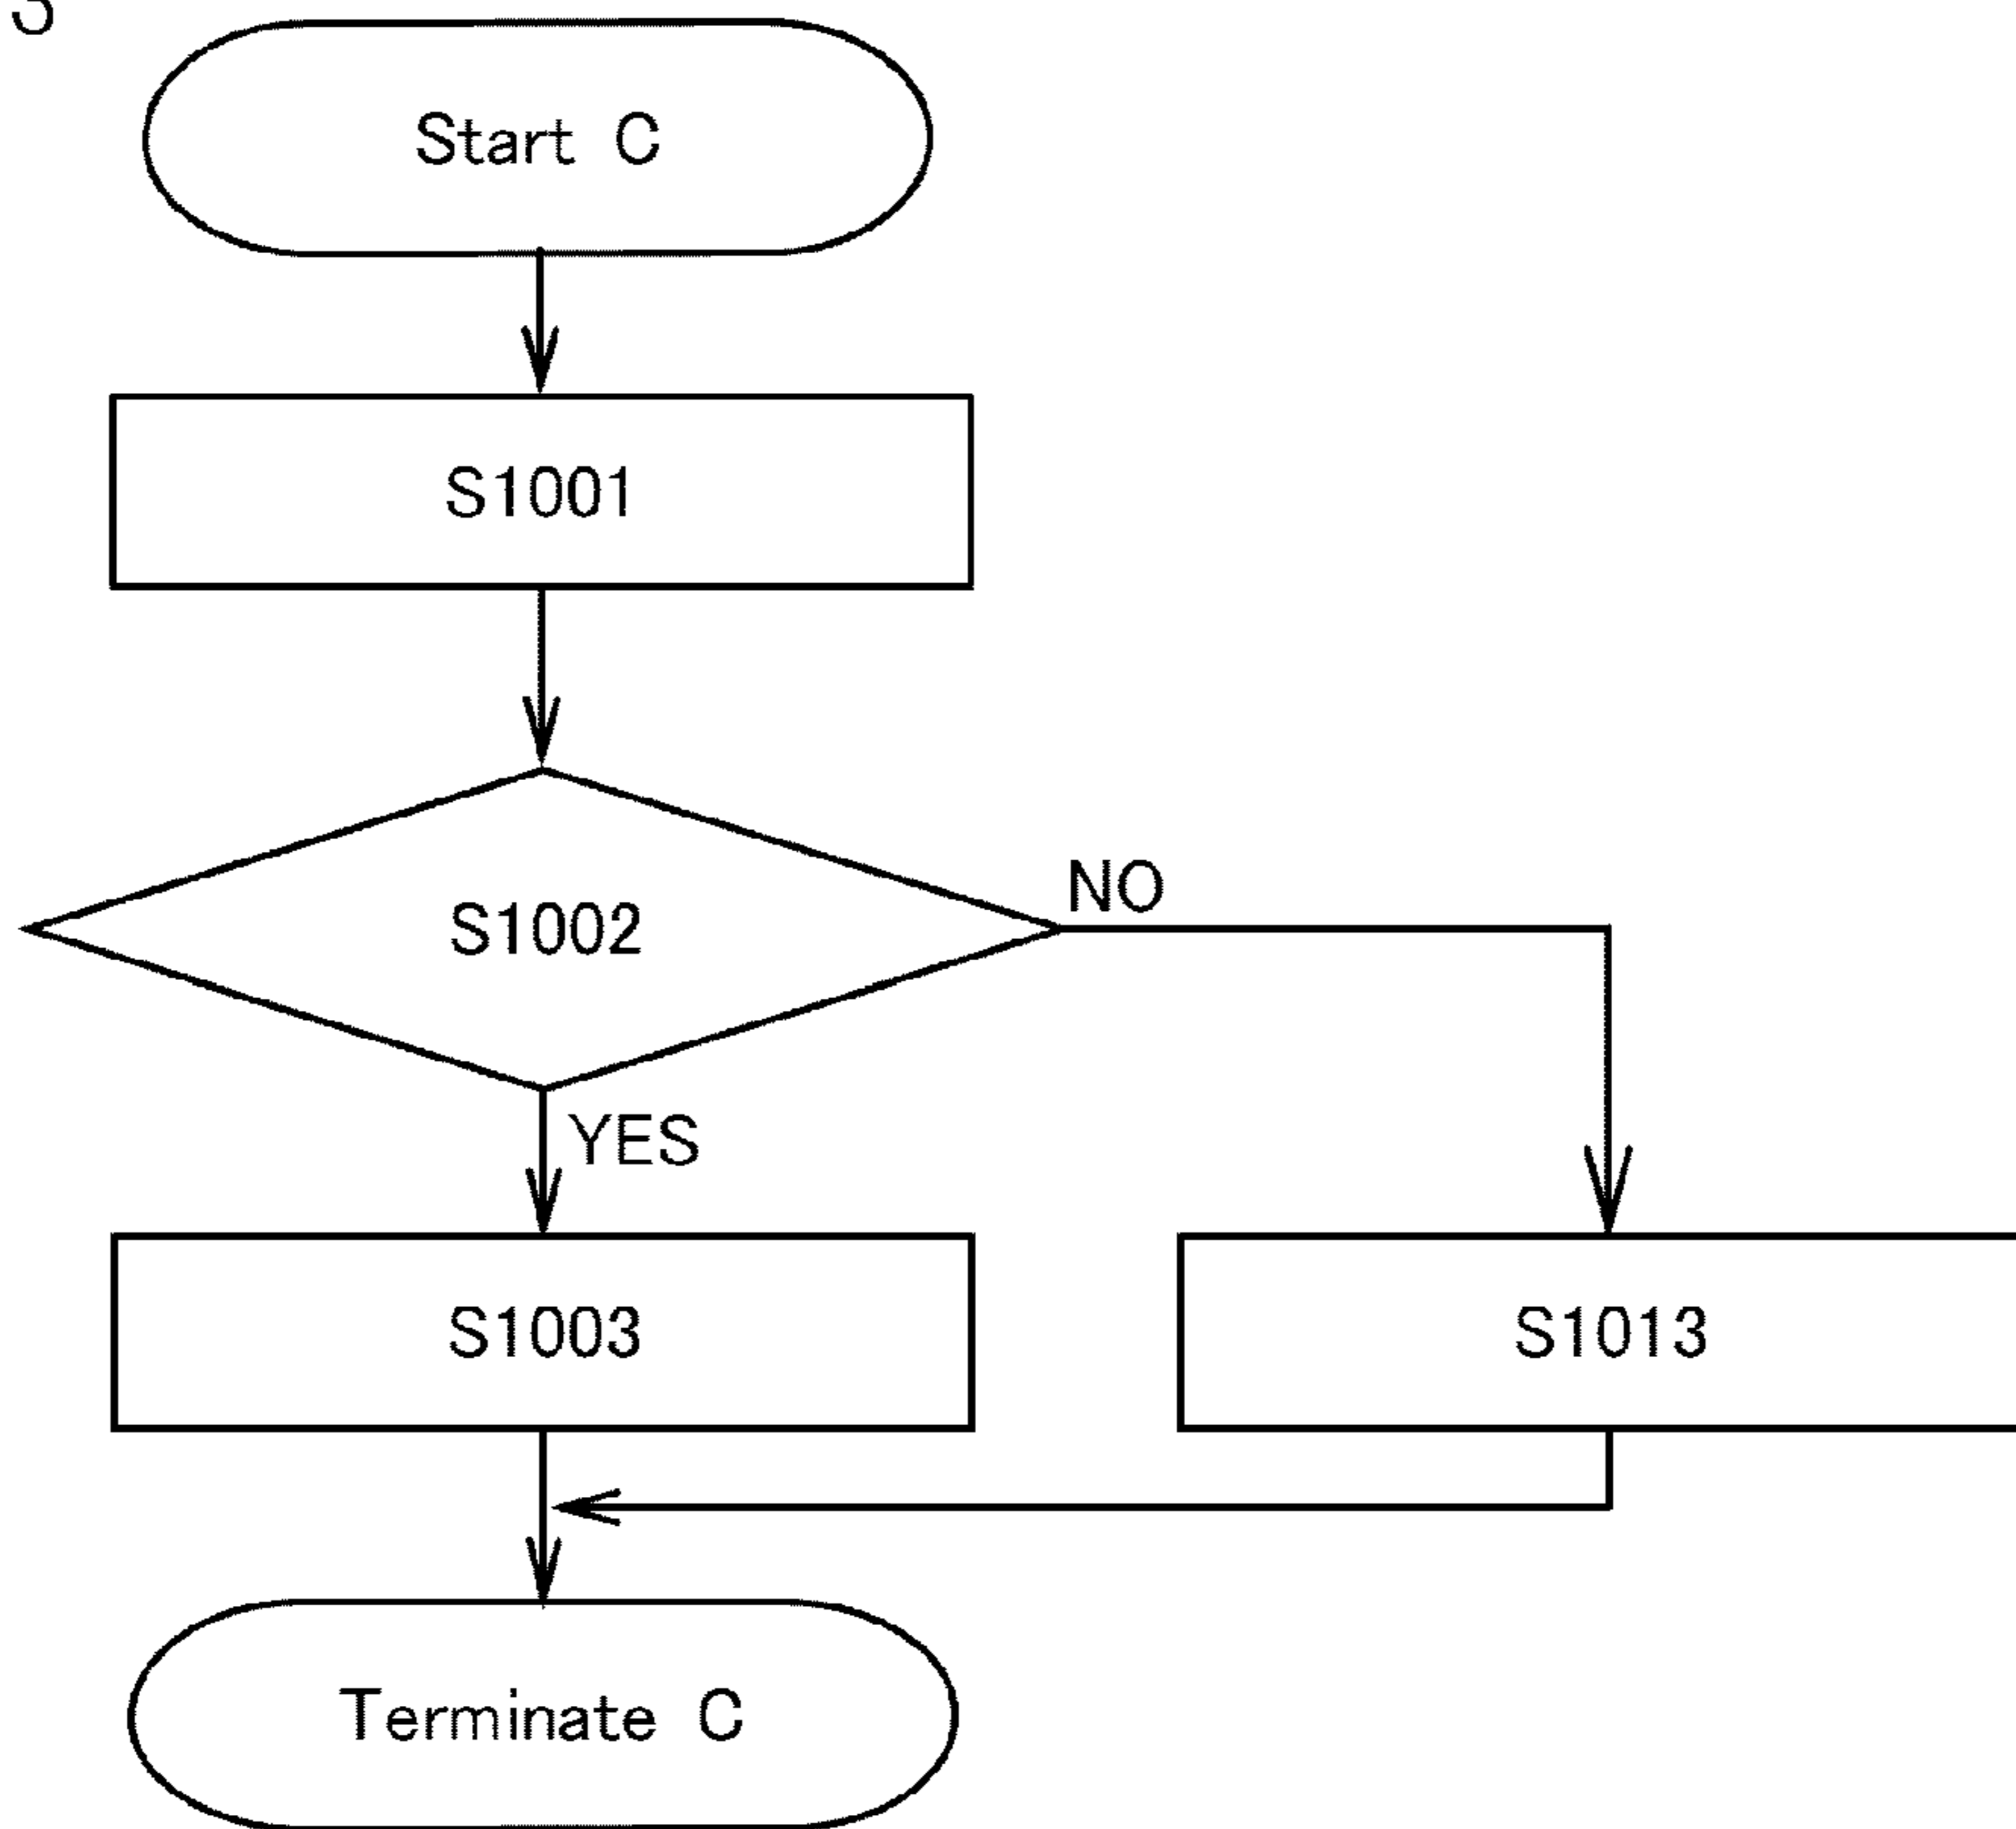 Start C
S1001
S1002
NO
YES
S1003
S1013
Terminate C